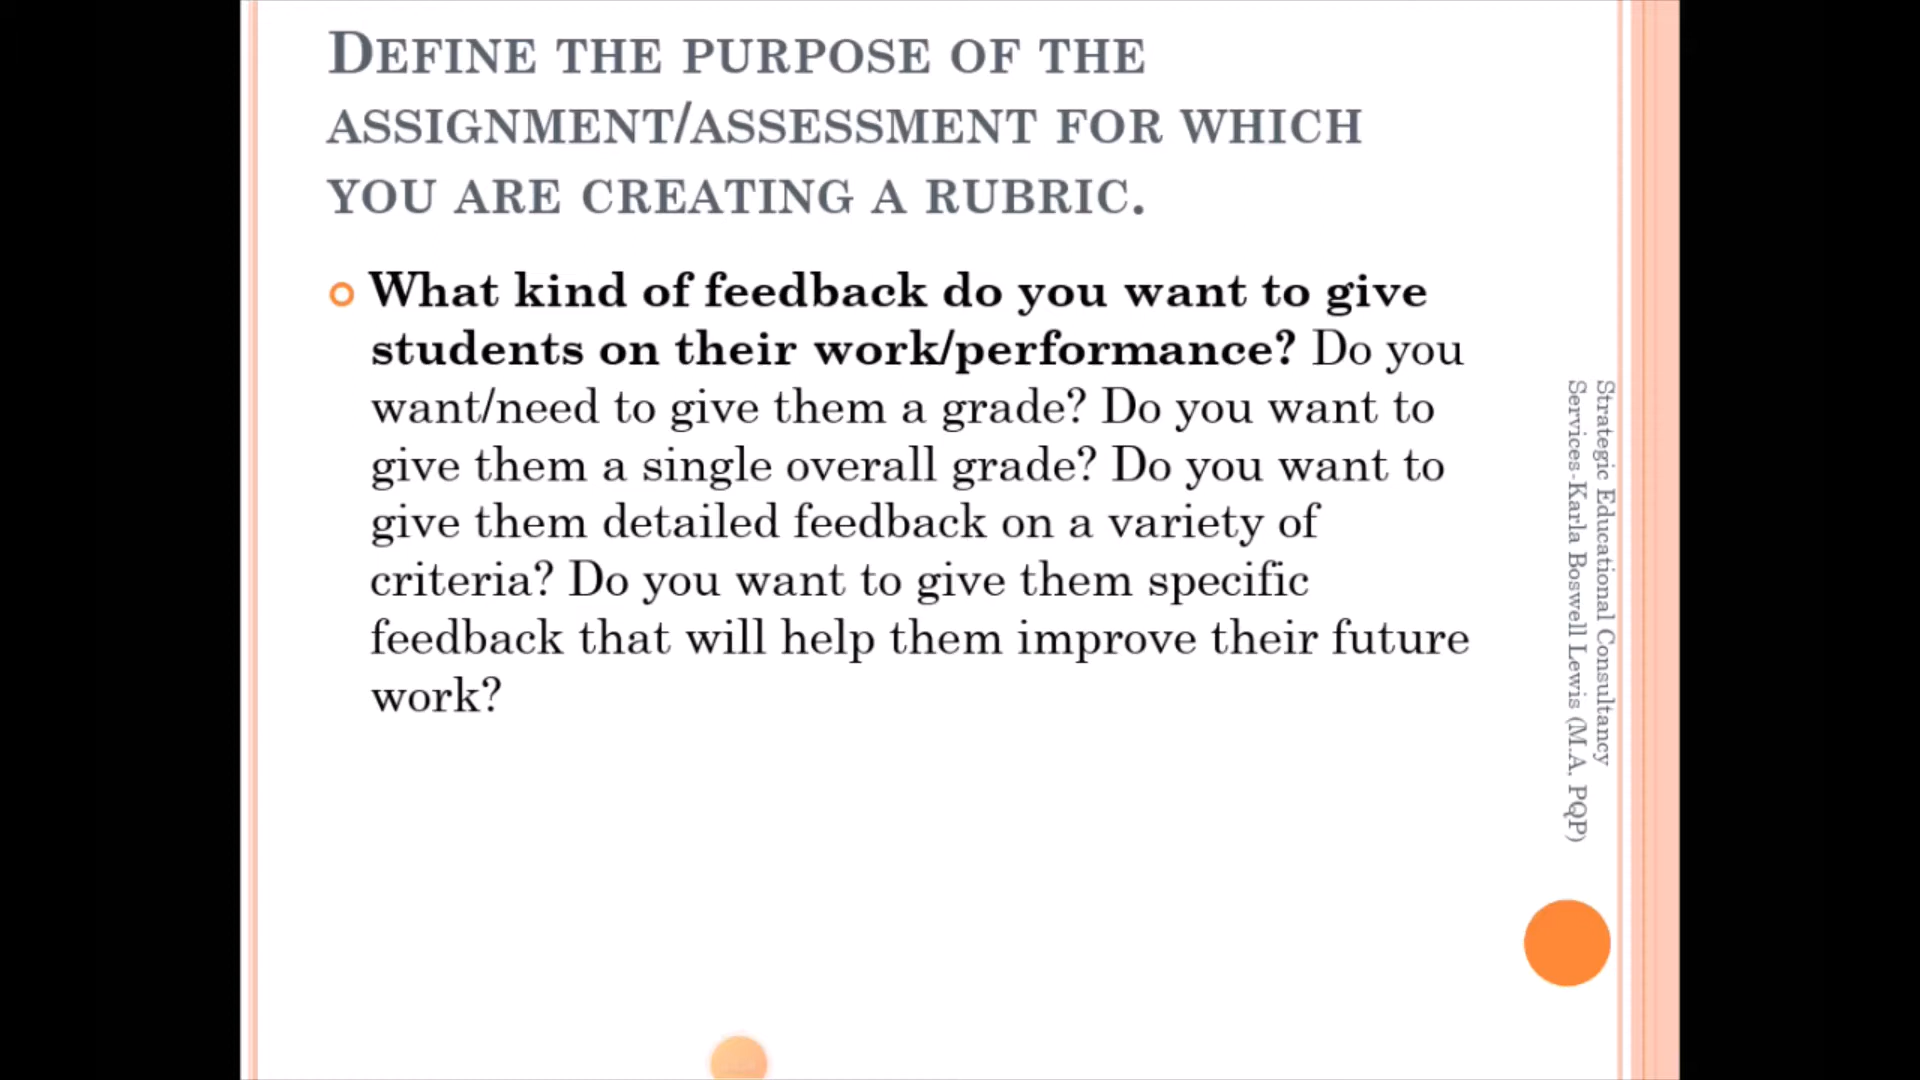 DEFINE THE PURPOSE OF THE
ASSIGNMENT/ASSESSMENT FOR WHICH
YOU ARE CREATING A RUBRIC.
What kind of feedback do you want to give
students on their work/performance? Do you
want/need to give them a grade? Do you want to
give them a single overall grade? Do you want to
give them detailed feedback on a variety of
criteria? Do you want to give them specific
feedback that will help them improve their future
work?
Strategic Educational Consultancy
Services-Karla Boswell Lewis (M.A, PQP)